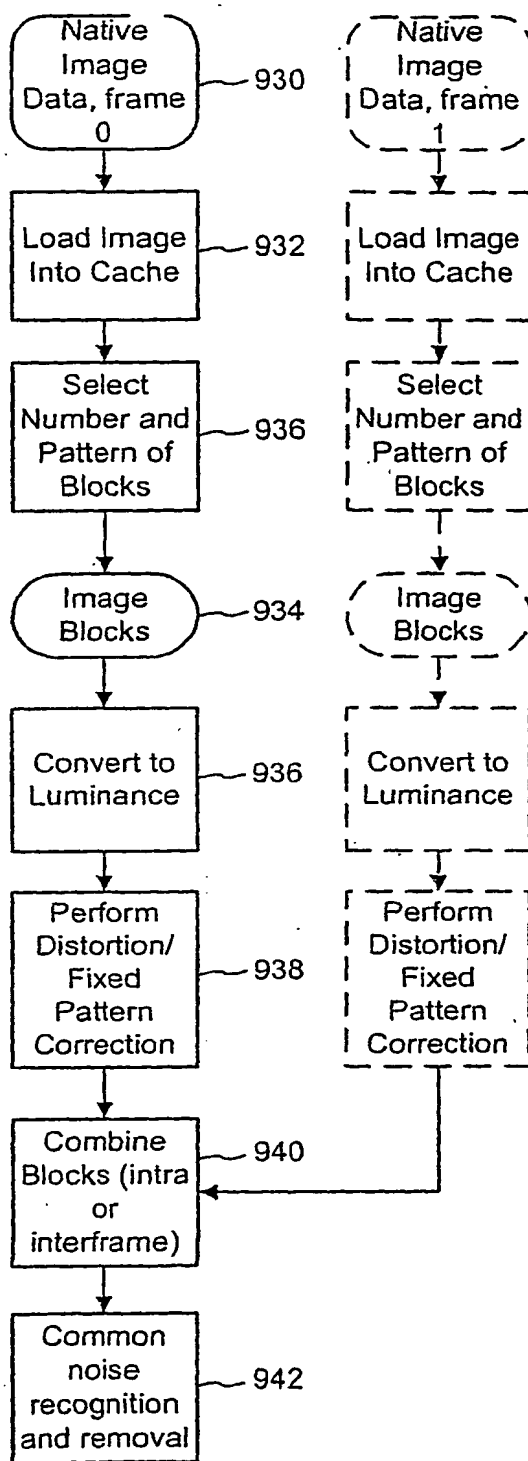 Native
Image
Data, frame
0
930
Load Image
Into Cache
932
Select
Number and
Pattern of
Blocks
936
Image
Blocks
934
Convert to
Luminance
936
Perform
Distortion/
Fixed
Pattern
Correction
938
Combine
Blocks (intra
or
interframe)
940
Common
noise
recognition
and removal
942
Native
Image
Data, frame
1
Load Image
Into Cache
Select
Number and
Pattern of
Blocks
Image
Blocks
Convert to
Luminance
Perform
Distortion/
Fixed
Pattern
Correction